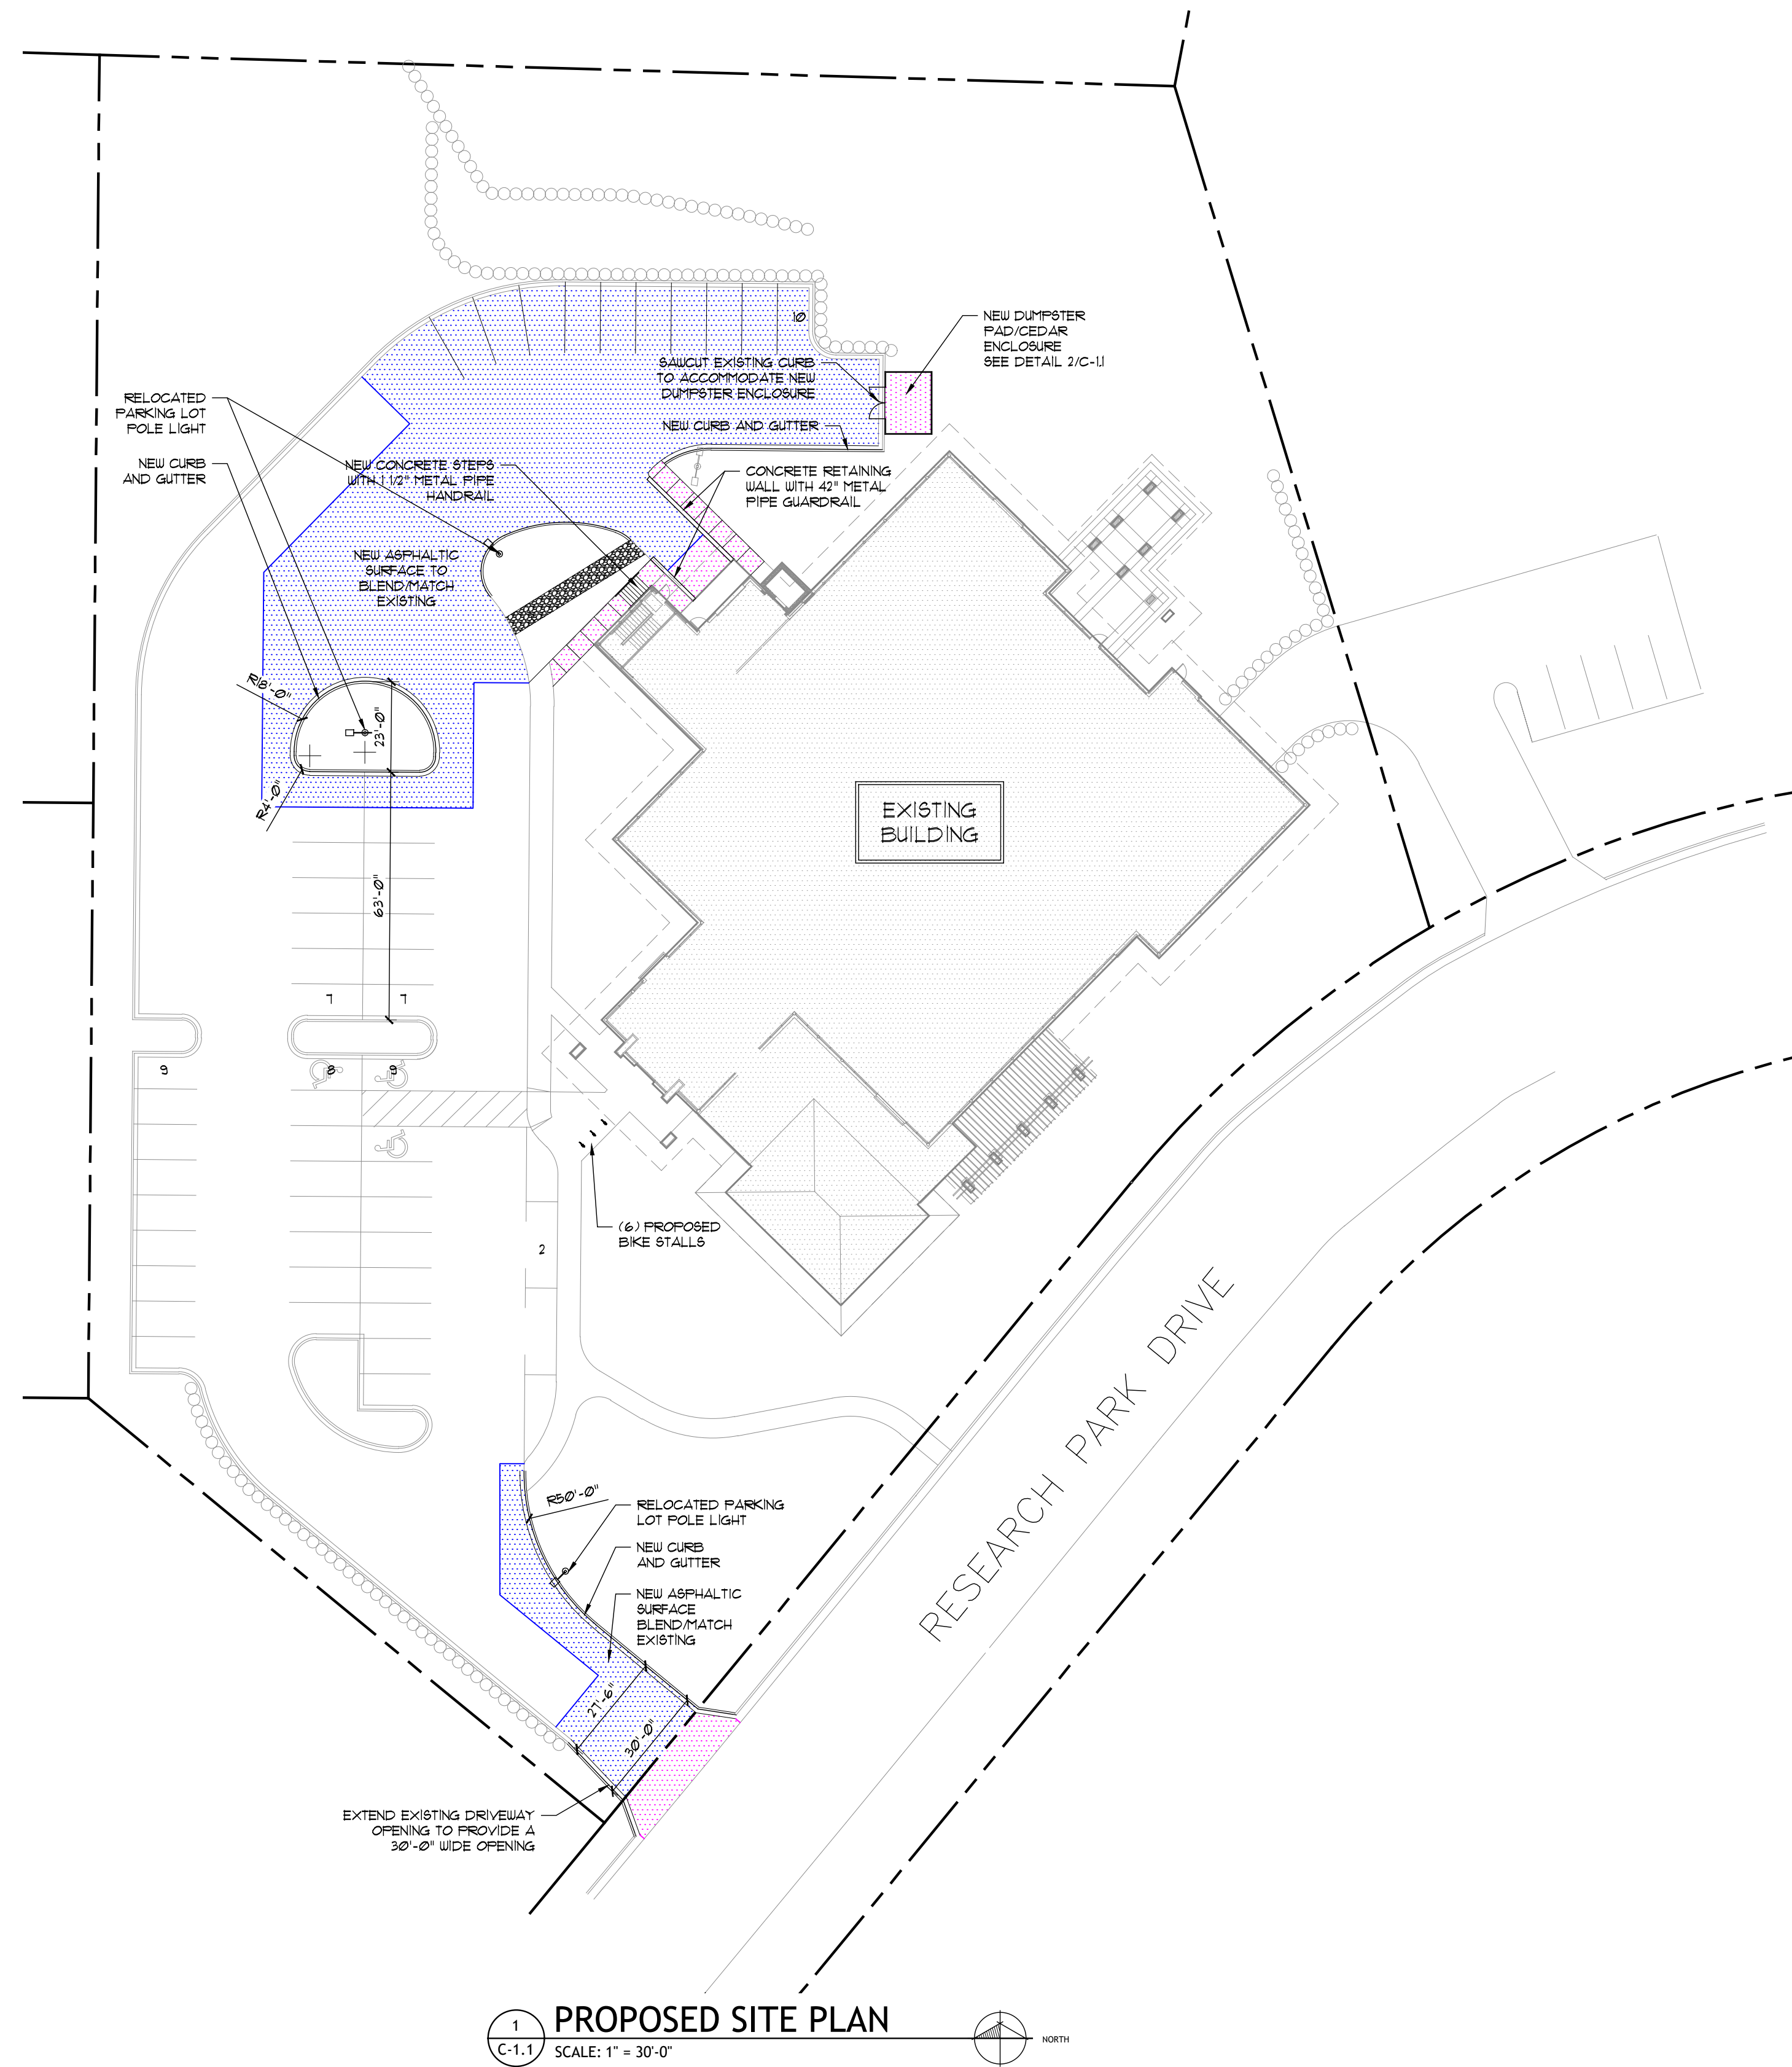 NEW DUMPSTER
PAD/CEDAR
ENCLOSURE
SEE DETAIL 2/C-1.1
10
SAWCUT EXISTING CURB
TO ACCOMMODATE NEW
DUMPSTER ENCLOSURE
NEW CURB AND GUTTER
RELOCATED
PARKING LOT
POLE LIGHT
NEW CURB
AND GUTTER
NEW CONCRETE STEPS
WITH 1 1/2" METAL PIPE
HANDRAIL
CONCRETE RETAINING
WALL WITH 42" METAL
PIPE GUARDRAIL
NEW ASPHALTIC
SURFACE TO
BLEND/MATCH
EXISTING
R18'-0"
23'-0"
R4'-0"
63'-0"
EXISTING
BUILDING
7
7
9
8
9
(6) PROPOSED
BIKE STALLS
2
RESEARCH PARK DRIVE
R50'-0"
RELOCATED PARKING
LOT POLE LIGHT
NEW CURB
AND GUTTER
NEW ASPHALTIC
SURFACE
BLEND/MATCH
EXISTING
27'-6"
30'-0"
EXTEND EXISTING DRIVEWAY
OPENING TO PROVIDE A
30'-0" WIDE OPENING
1
C-1.1
PROPOSED SITE PLAN
SCALE: 1" = 30'-0"
NORTH